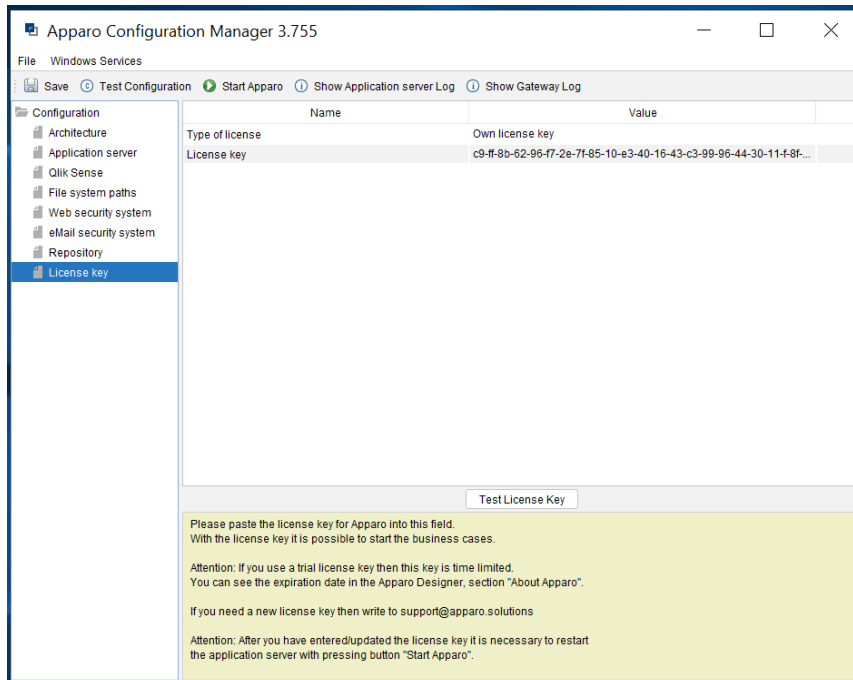 Apparo Configuration Manager 3.755
File Windows Services
Save Test Configuration Start Apparo Show Application server Log Show Gateway Log
Configuration
Architecture
Application server
Qlik Sense
File system paths
Web security system
eMail security system
Repository
License key
Name Value
Type of license Own license key
License key c9-ff-8b-62-96-f7-2e-7f-85-10-e3-40-16-43-c3-99-96-44-30-11-f-8f-...
Test License Key
Please paste the license key for Apparo into this field.
With the license key it is possible to start the business cases.
Attention: If you use a trial license key then this key is time limited.
You can see the expiration date in the Apparo Designer, section "About Apparo".
If you need a new license key then write to support@apparo.solutions
Attention: After you have entered/updated the license key it is necessary to restart
the application server with pressing button "Start Apparo".